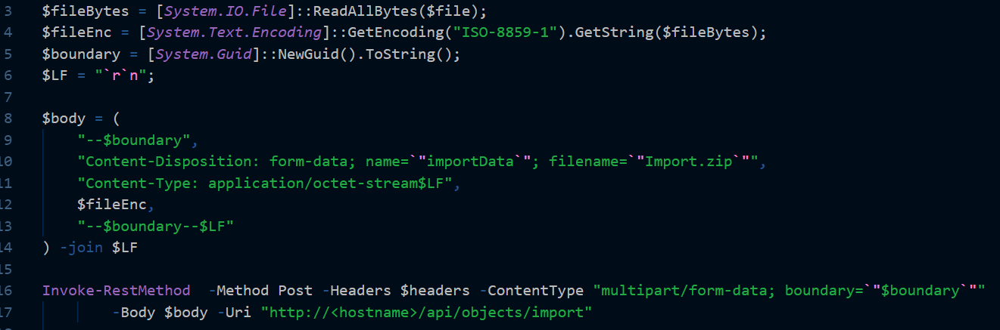 3 $fileBytes = [System.IO.File]::ReadAllBytes($file);
4 $fileEnc = [System.Text.Encoding]::GetEncoding("ISO-8859-1").GetString($fileBytes);
5 $boundary = [System.Guid]::NewGuid().ToString();
6 $LF = "`r`n";
7
8 $body = (
9 "--$boundary",
10 "Content-Disposition: form-data; name=`"importData`"; filename=`"Import.zip`"",
11 "Content-Type: application/octet-stream$LF",
12 $fileEnc,
13 "--$boundary--$LF"
14 ) -join $LF
15
16 Invoke-RestMethod -Method Post -Headers $headers -ContentType "multipart/form-data; boundary=`"$boundary`""
17 -Body $body -Uri "http://<hostname>/api/objects/import"